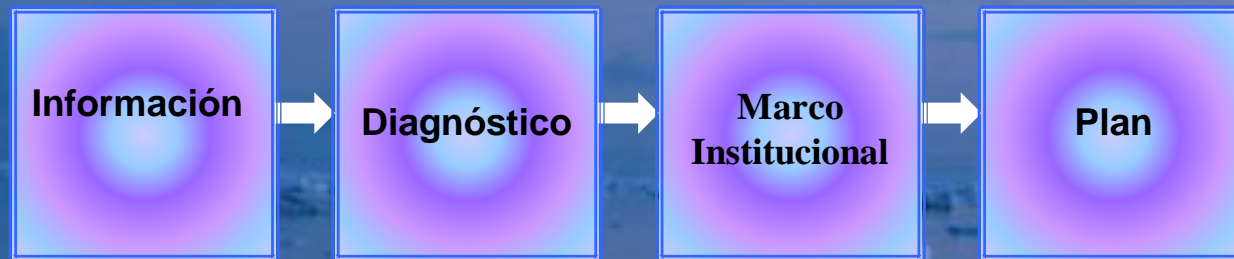 Información
Diagnóstico
Marco
Institucional
Plan